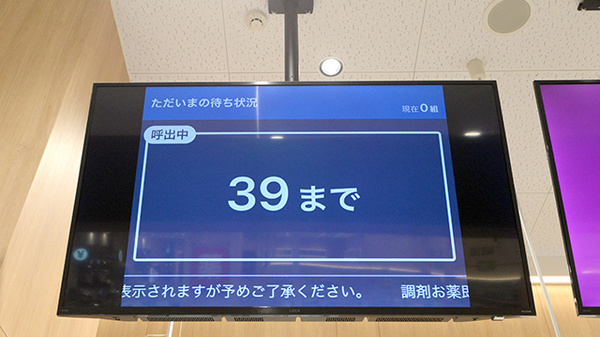 ただいまの待ち状況
現在0組
呼出中
39まで
表示されますが予めご了承ください。 調剤お薬